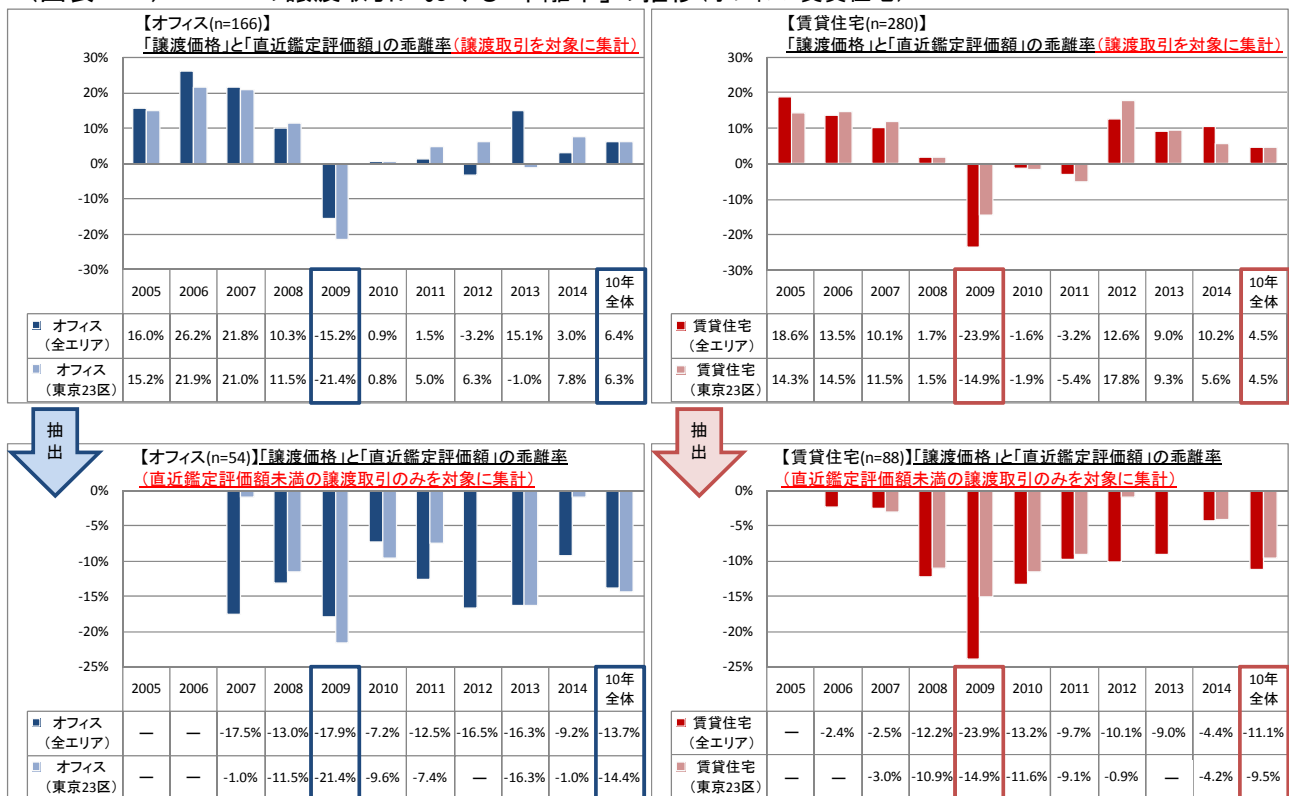 【オフィス(n=166)】
「譲渡価格」と「直近鑑定評価額」の乖離率(譲渡取引を対象に集計)
30%
20%
10%
0%
-10%
-20%
-30%
2005 2006 2007 2008 2009 2010 2011 2012 2013 2014 10年全体
オフィス(全エリア) 16.0% 26.2% 21.8% 10.3% -15.2% 0.9% 1.5% -3.2% 15.1% 3.0% 6.4%
オフィス(東京23区) 15.2% 21.9% 21.0% 11.5% -21.4% 0.8% 5.0% 6.3% -1.0% 7.8% 6.3%
【賃貸住宅(n=280)】
「譲渡価格」と「直近鑑定評価額」の乖離率(譲渡取引を対象に集計)
30%
20%
10%
0%
-10%
-20%
-30%
2005 2006 2007 2008 2009 2010 2011 2012 2013 2014 10年全体
賃貸住宅(全エリア) 18.6% 13.5% 10.1% 1.7% -23.9% -1.6% -3.2% 12.6% 9.0% 10.2% 4.5%
賃貸住宅(東京23区) 14.3% 14.5% 11.5% 1.5% -14.9% -1.9% -5.4% 17.8% 9.3% 5.6% 4.5%
抽出
【オフィス(n=54)】「譲渡価格」と「直近鑑定評価額」の乖離率
(直近鑑定評価額未満の譲渡取引のみを対象に集計)
0%
-5%
-10%
-15%
-20%
-25%
2005 2006 2007 2008 2009 2010 2011 2012 2013 2014 10年全体
オフィス(全エリア) — — -17.5% -13.0% -17.9% -7.2% -12.5% -16.5% -16.3% -9.2% -13.7%
オフィス(東京23区) — — -1.0% -11.5% -21.4% -9.6% -7.4% — -16.3% -1.0% -14.4%
抽出
【賃貸住宅(n=88)】「譲渡価格」と「直近鑑定評価額」の乖離率
(直近鑑定評価額未満の譲渡取引のみを対象に集計)
0%
-5%
-10%
-15%
-20%
-25%
2005 2006 2007 2008 2009 2010 2011 2012 2013 2014 10年全体
賃貸住宅(全エリア) — -2.4% -2.5% -12.2% -23.9% -13.2% -9.7% -10.1% -9.0% -4.4% -11.1%
賃貸住宅(東京23区) — — -3.0% -10.9% -14.9% -11.6% -9.1% -0.9% — -4.2% -9.5%